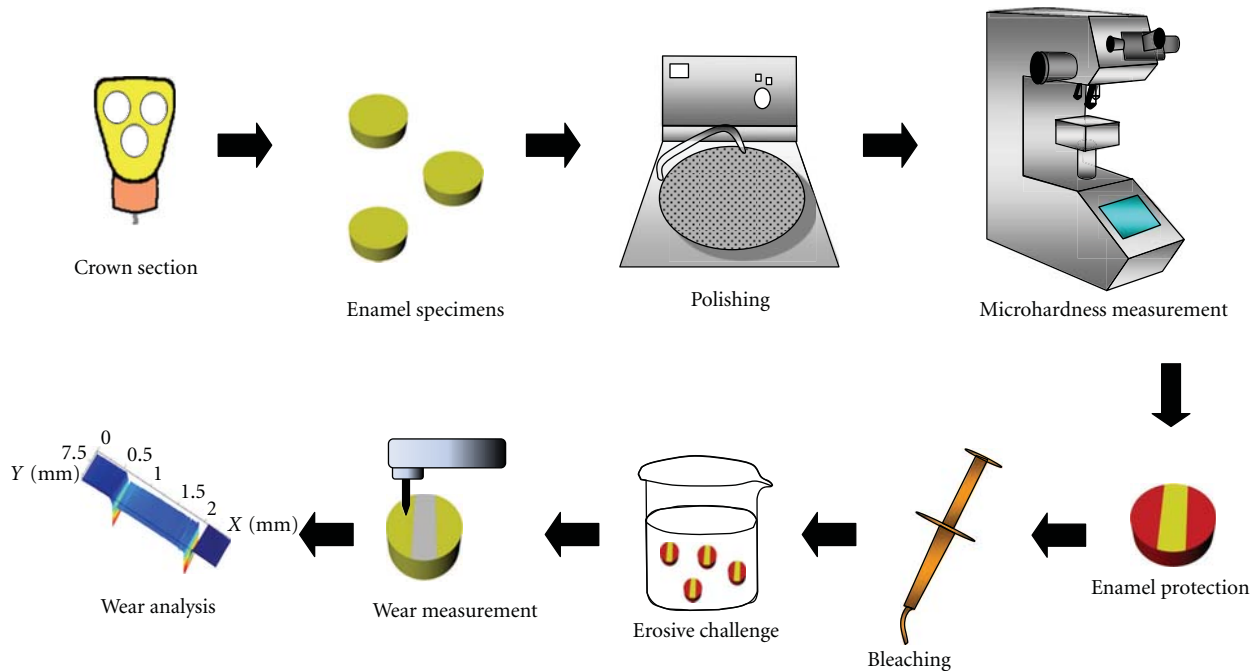 Crown section
Enamel specimens
Polishing
Microhardness measurement
Enamel protection
Bleaching
Erosive challenge
Wear measurement
Wear analysis
0
7.5
0.5
Y (mm)
1
1.5
2
X (mm)